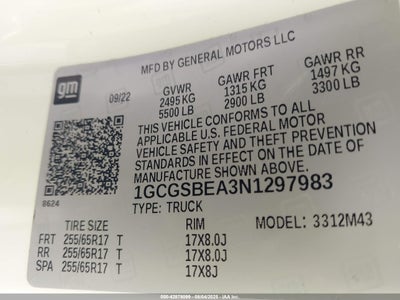 MFD BY GENERAL MOTORS LLC
gm
09/22
GVWR GAWR FRT GAWR RR
2495 KG 1315 KG 1497 KG
5500 LB 2900 LB 3300 LB
THIS VEHICLE CONFORMS TO ALL
APPLICABLE U.S. FEDERAL MOTOR
VEHICLE SAFETY AND THEFT PREVENTION
STANDARDS IN EFFECT ON THE DATE OF
MANUFACTURE SHOWN ABOVE.
1GCGSBEA3N1297983
8624
TYPE: TRUCK
MODEL: 3312M43
TIRE SIZE RIM
FRT 255/65R17 T 17X8.0J
RR 255/65R17 T 17X8.0J
SPA 255/65R17 T 17X8J